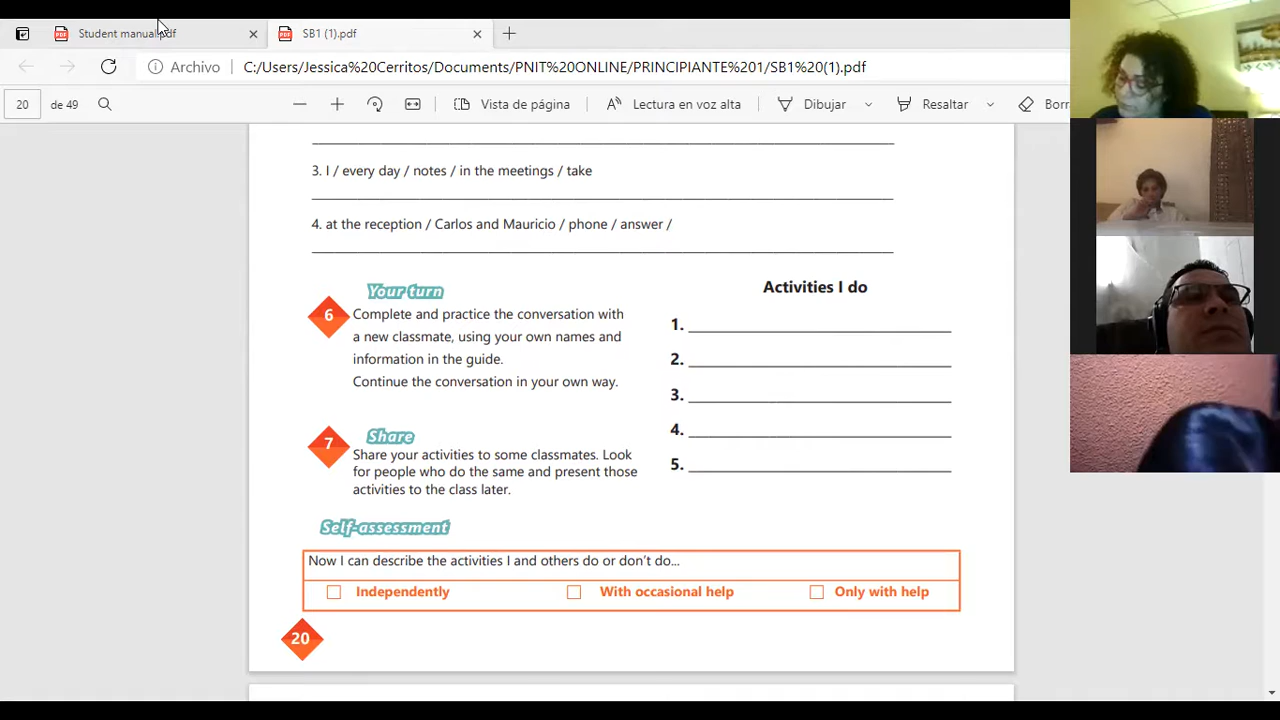 Student manual.pdf
SB1 (1).pdf
Archivo
C:/Users/Jessica%20Cerritos/Documents/PNIT%20ONLINE/PRINCIPIANTE%201/SB1%20(1).pdf
20 de 49
Vista de página
Lectura en voz alta
Dibujar
Resaltar
Borr
3. I / every day / notes / in the meetings / take
4. at the reception / Carlos and Mauricio / phone / answer /
6
Your turn
Complete and practice the conversation with
a new classmate, using your own names and
information in the guide.
Continue the conversation in your own way.
7
Share
Share your activities to some classmates. Look
for people who do the same and present those
activities to the class later.
Activities I do
1.
2.
3.
4.
5.
Self-assessment
Now I can describe the activities I and others do or don't do...
Independently
With occasional help
Only with help
20